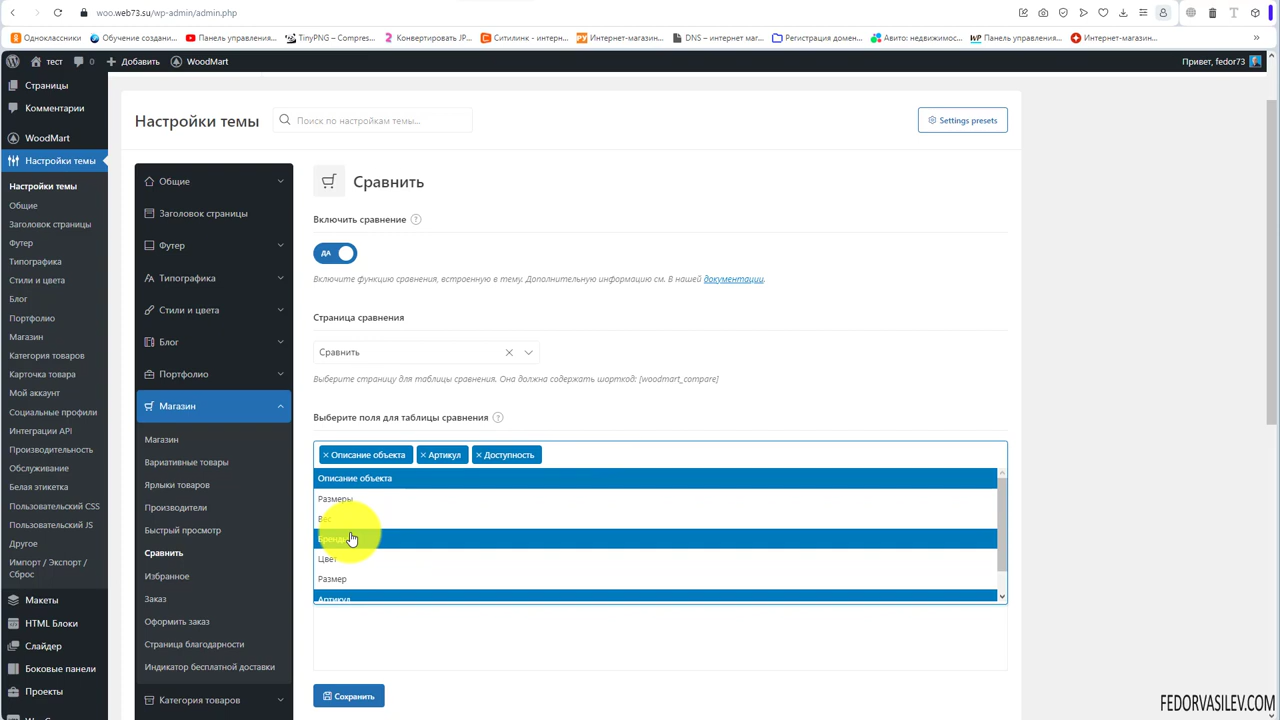 woo.web73.su/wp-admin/admin.php
Одноклассники Обучение создани... Панель управления... TinyPNG – Compres... Конвертировать JP... Ситилинк - интерн... Интернет-магазин... DNS – интернет маг... Регистрация домен... Авито: недвижимос... Панель управления... Интернет-магазин...
тест 0 Добавить WoodMart Привет, fedor73
Страницы
Комментарии
WoodMart
Настройки темы
Настройки темы
Общие
Заголовок страницы
Футер
Типографика
Стили и цвета
Блог
Портфолио
Магазин
Категория товаров
Карточка товара
Мой аккаунт
Социальные профили
Интеграции API
Производительность
Обслуживание
Белая этикетка
Пользовательский CSS
Пользовательский JS
Другое
Импорт / Экспорт /
Сброс
Макеты
HTML Блоки
Слайдер
Боковые панели
Проекты
Настройки темы
Поиск по настройкам темы...
Settings presets
Общие
Заголовок страницы
Футер
Типографика
Стили и цвета
Блог
Портфолио
Магазин
Магазин
Вариативные товары
Ярлыки товаров
Производители
Быстрый просмотр
Сравнить
Избранное
Заказ
Оформить заказ
Страница благодарности
Индикатор бесплатной доставки
Категория товаров
Сравнить
Включить сравнение
ДА
Включите функцию сравнения, встроенную в тему. Дополнительную информацию см. В нашей документации.
Страница сравнения
Сравнить
Выберите страницу для таблицы сравнения. Она должна содержать шорткод: [woodmart_compare]
Выберите поля для таблицы сравнения
× Описание объекта × Артикул × Доступность
Описание объекта
Размеры
Вес
Бренд
Цвет
Размер
Артикул
Сохранить
FEDORVASILEV.COM